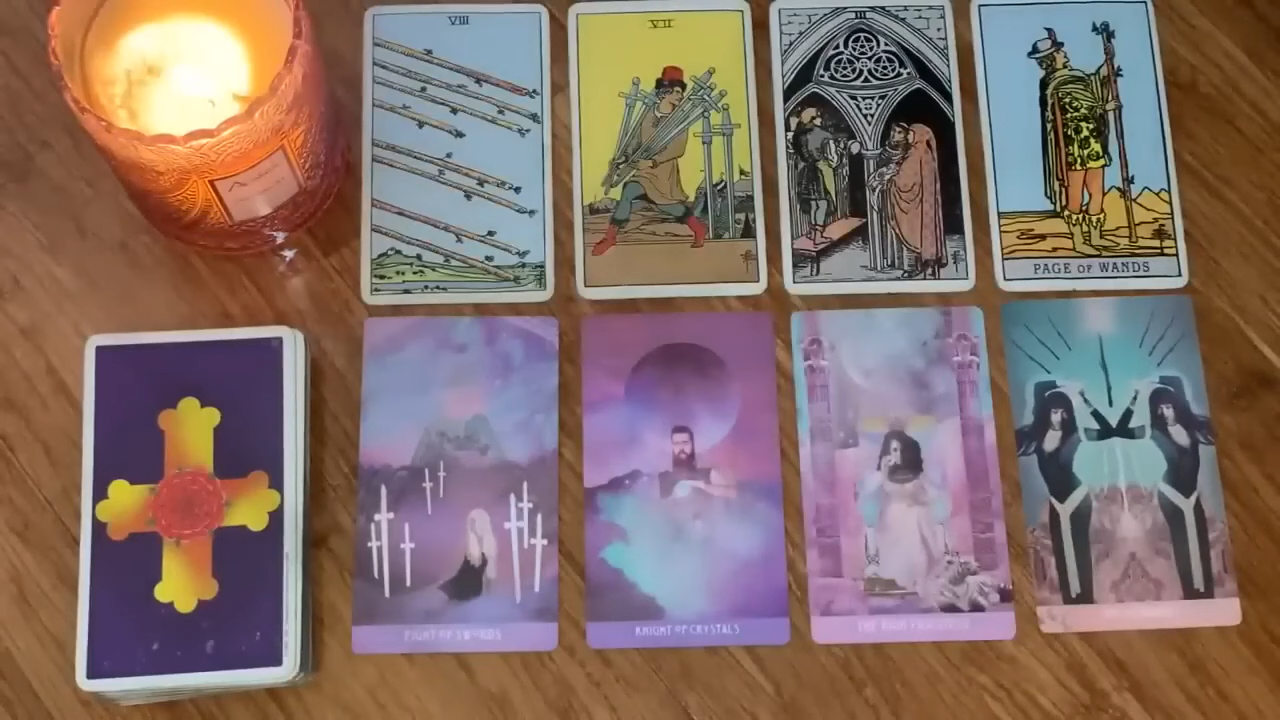 VIII
VII
III
PAGE OF WANDS
EIGHT OF SWORDS
KNIGHT OF CRYSTALS
THE HIGH PRIESTESS